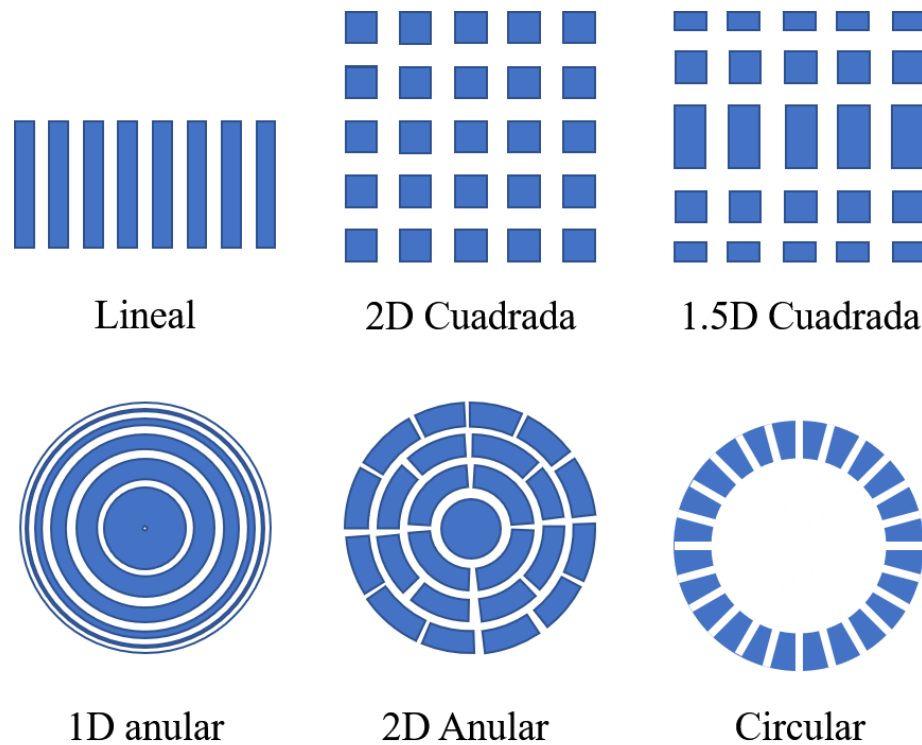 Lineal
2D Cuadrada
1.5D Cuadrada
1D anular
2D Anular
Circular